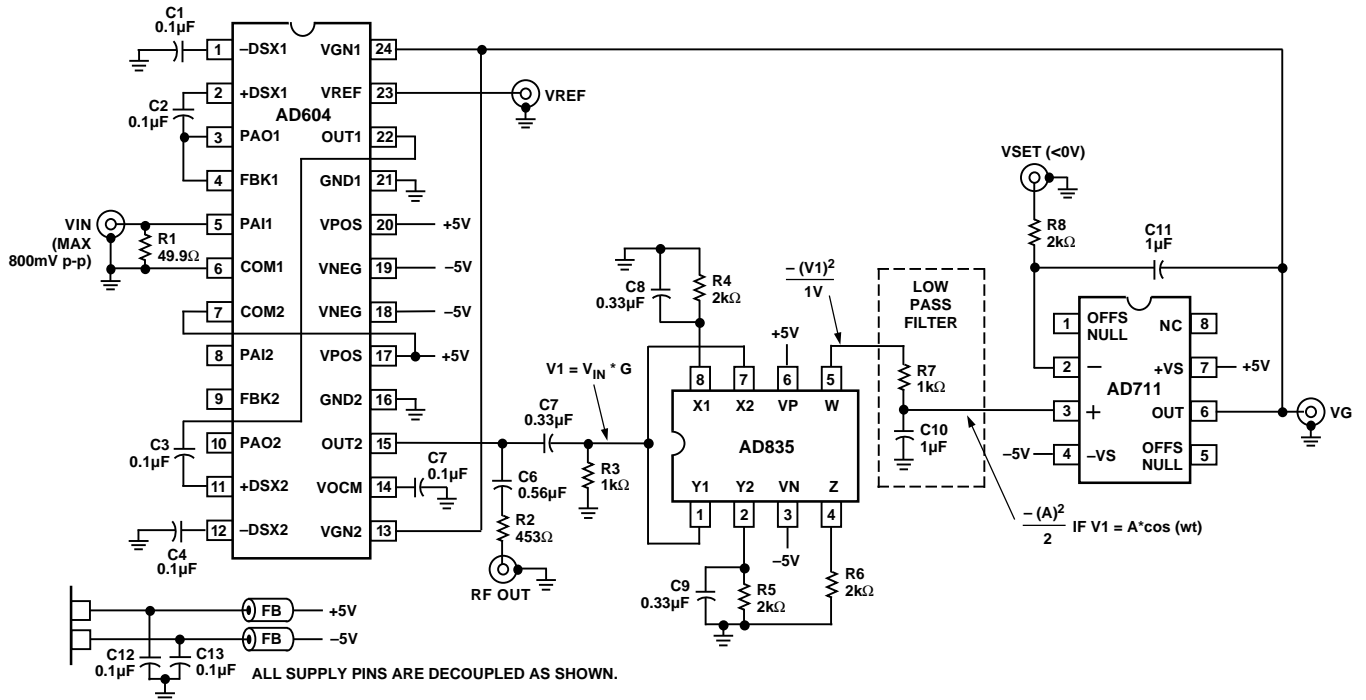 C1
0.1µF
1 –DSX1 VGN1 24
C2
0.1µF
2 +DSX1 VREF 23
VREF
AD604
3 PAO1 OUT1 22
4 FBK1 GND1 21
VIN
(MAX
800mV p-p)
R1
49.9Ω
5 PAI1 VPOS 20 +5V
6 COM1 VNEG 19 –5V
7 COM2 VNEG 18 –5V
8 PAI2 VPOS 17 +5V
9 FBK2 GND2 16
C3
0.1µF
10 PAO2 OUT2 15
11 +DSX2 VOCM 14
C7
0.1µF
12 –DSX2 VGN2 13
C4
0.1µF
V1 = VIN * G
C7
0.33µF
C6
0.56µF
R2
453Ω
RF OUT
R3
1kΩ
C8
0.33µF
R4
2kΩ
+5V
–(V1)²
1V
8 7 6 5
X1 X2 VP W
AD835
Y1 Y2 VN Z
1 2 3 4
–5V
C9
0.33µF
R5
2kΩ
R6
2kΩ
LOW
PASS
FILTER
R7
1kΩ
C10
1µF
–(A)²
2
IF V1 = A*cos (wt)
VSET (<0V)
R8
2kΩ
C11
1µF
1 OFFS
NULL
NC 8
2 – +VS 7 +5V
AD711
3 + OUT 6
VG
–5V 4 –VS OFFS
NULL
5
FB +5V
FB –5V
C12
0.1µF
C13
0.1µF
ALL SUPPLY PINS ARE DECOUPLED AS SHOWN.